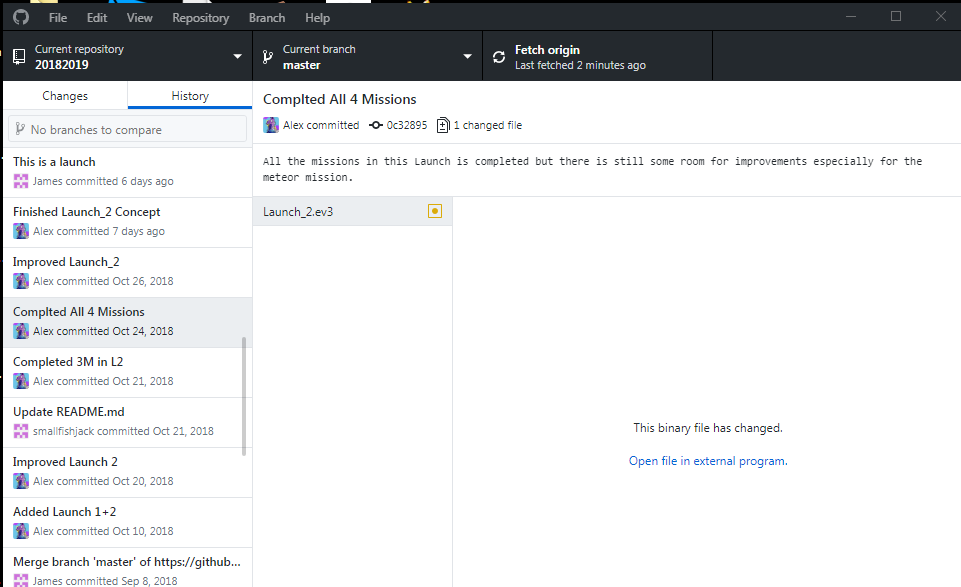 File Edit View Repository Branch Help
Current repository
20182019
Current branch
master
Fetch origin
Last fetched 2 minutes ago
Changes
History
No branches to compare
This is a launch
James committed 6 days ago
Finished Launch_2 Concept
Alex committed 7 days ago
Improved Launch_2
Alex committed Oct 26, 2018
Complted All 4 Missions
Alex committed Oct 24, 2018
Completed 3M in L2
Alex committed Oct 21, 2018
Update README.md
smallfishjack committed Oct 21, 2018
Improved Launch 2
Alex committed Oct 20, 2018
Added Launch 1+2
Alex committed Oct 10, 2018
Merge branch 'master' of https://github...
James committed Sep 8, 2018
Complted All 4 Missions
Alex committed 0c32895 1 changed file
All the missions in this Launch is completed but there is still some room for improvements especially for the
meteor mission.
Launch_2.ev3
This binary file has changed.
Open file in external program.